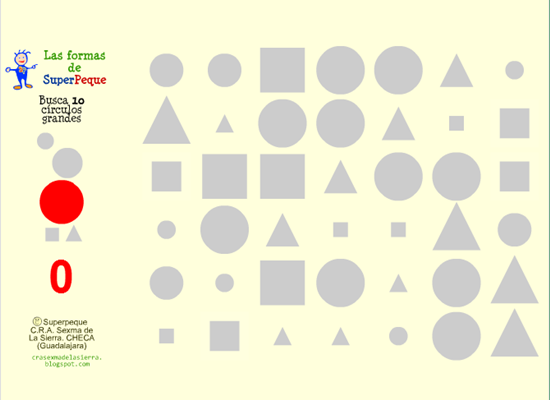 Las formas
de
SuperPeque
Busca 10
círculos
grandes
0
© Superpeque
C.R.A. Sexma de
La Sierra. CHECA
(Guadalajara)
crasexmadelasierra.
blogspot.com